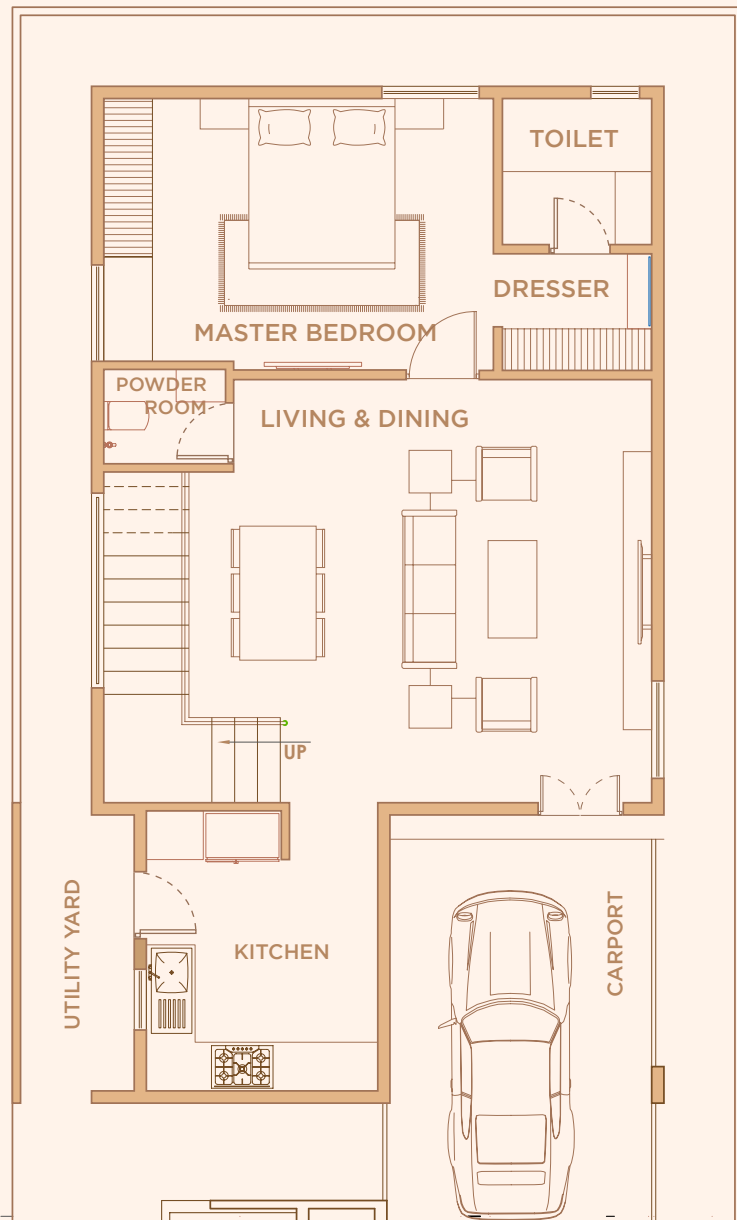 TOILET
DRESSER
MASTER BEDROOM
POWDER
ROOM
LIVING & DINING
UP
UTILITY YARD
KITCHEN
CARPORT